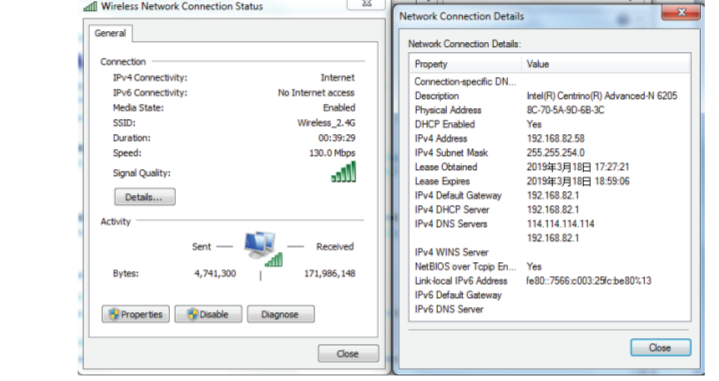 Wireless Network Connection Status
General
Connection
IPv4 Connectivity: Internet
IPv6 Connectivity: No Internet access
Media State: Enabled
SSID: Wireless_2.4G
Duration: 00:39:29
Speed: 130.0 Mbps
Signal Quality:
Details...
Activity
Sent Received
Bytes: 4,741,300 171,986,148
Properties Disable Diagnose
Close
Network Connection Details
Network Connection Details:
Property Value
Connection-specific DN...
Description Intel(R) Centrino(R) Advanced-N 6205
Physical Address 8C-70-5A-9D-6B-3C
DHCP Enabled Yes
IPv4 Address 192.168.82.58
IPv4 Subnet Mask 255.255.254.0
Lease Obtained 2019年3月18日 17:27:21
Lease Expires 2019年3月18日 18:59:06
IPv4 Default Gateway 192.168.82.1
IPv4 DHCP Server 192.168.82.1
IPv4 DNS Servers 114.114.114.114
192.168.82.1
IPv4 WINS Server
NetBIOS over Tcpip En... Yes
Link-local IPv6 Address fe80::7566:c003:25fc:be80%13
IPv6 Default Gateway
IPv6 DNS Server
Close